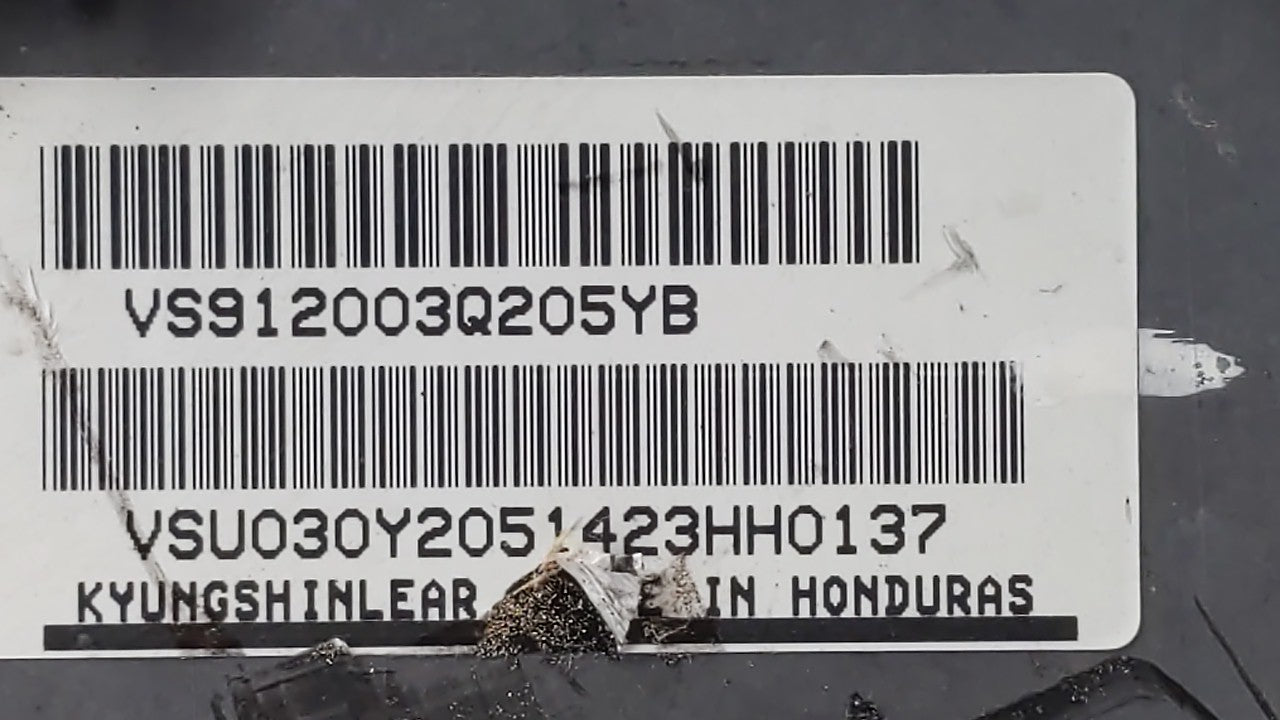 VS912003Q205YB
VSU030Y2051423HH0137
KYUNGSHINLEAR IN HONDURAS